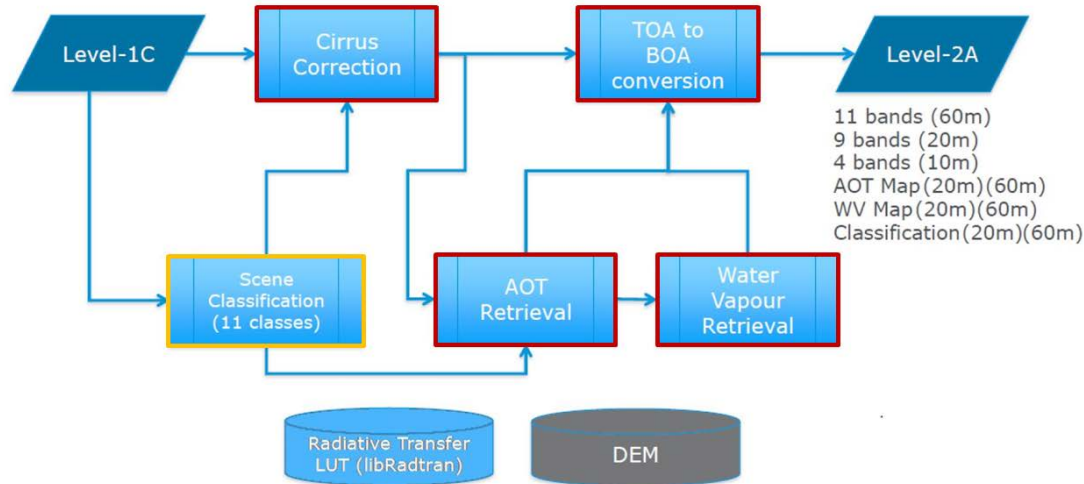 Level-1C
Cirrus
Correction
TOA to
BOA
conversion
Level-2A
11 bands (60m)
9 bands (20m)
4 bands (10m)
AOT Map(20m)(60m)
WV Map(20m)(60m)
Classification(20m)(60m)
Scene
Classification
(11 classes)
AOT
Retrieval
Water
Vapour
Retrieval
Radiative Transfer
LUT (libRadtran)
DEM